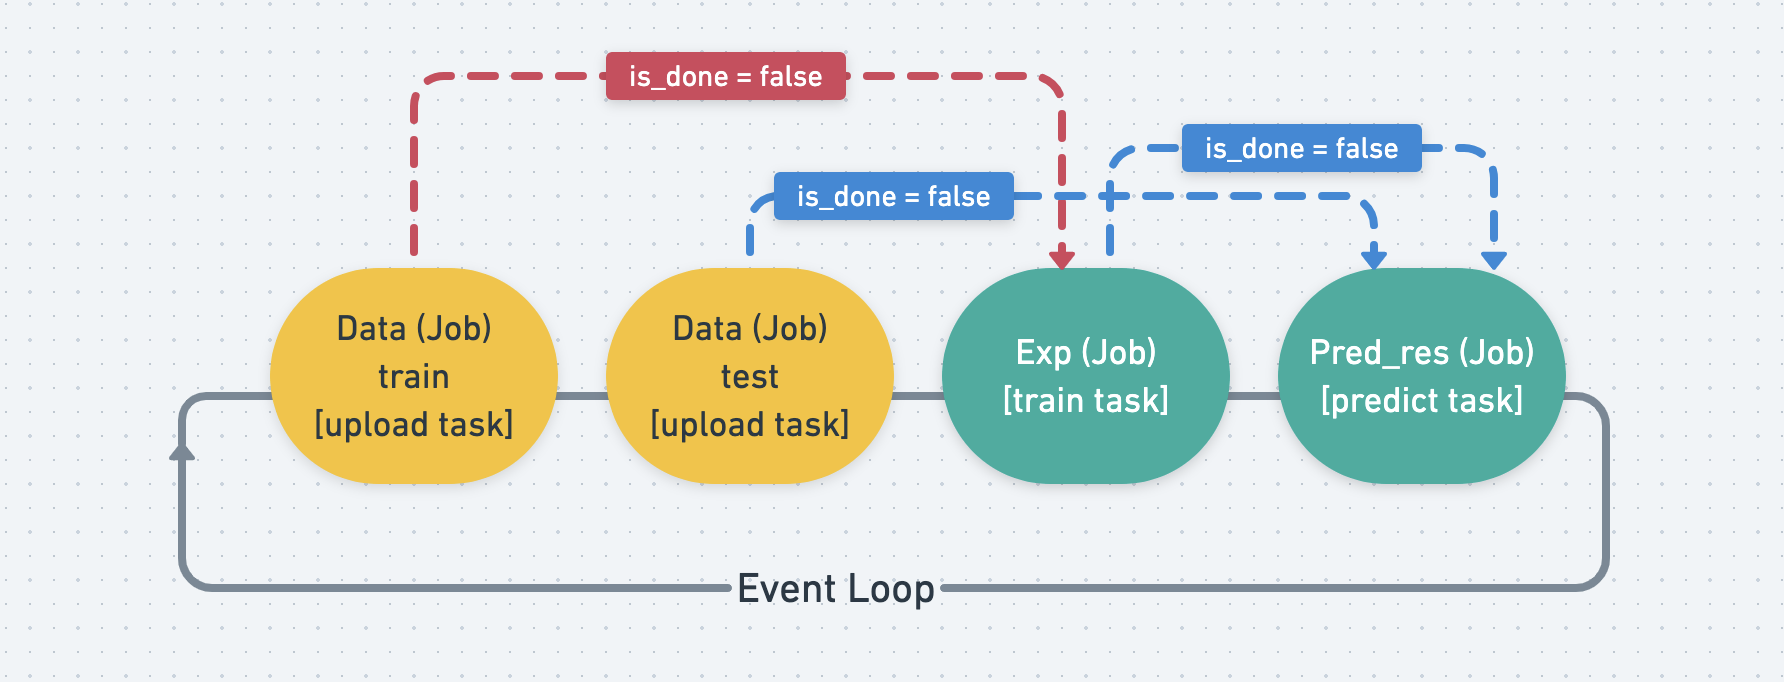 is_done = false
is_done = false
is_done = false
Data (Job)
train
[upload task]
Data (Job)
test
[upload task]
Exp (Job)
[train task]
Pred_res (Job)
[predict task]
Event Loop